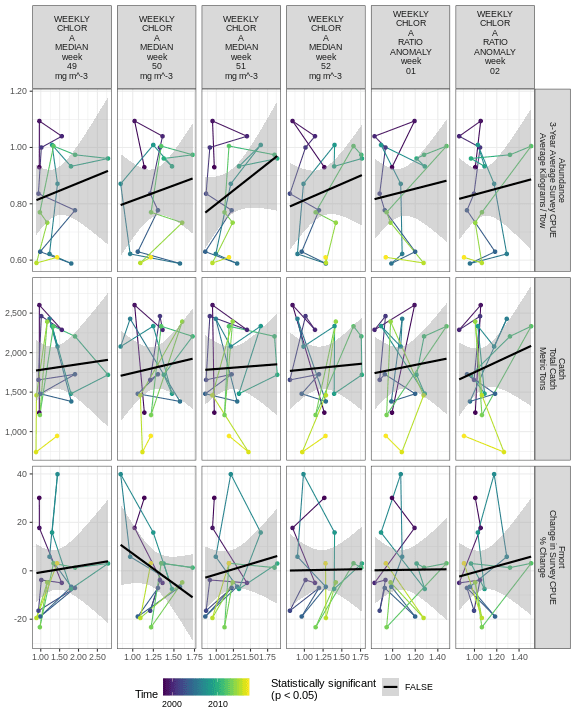 WEEKLY
CHLOR
A
MEDIAN
week
49
mg m^-3
WEEKLY
CHLOR
A
MEDIAN
week
50
mg m^-3
WEEKLY
CHLOR
A
MEDIAN
week
51
mg m^-3
WEEKLY
CHLOR
A
MEDIAN
week
52
mg m^-3
WEEKLY
CHLOR
A
RATIO
ANOMALY
week
01
WEEKLY
CHLOR
A
RATIO
ANOMALY
week
02
1.20
1.00
0.80
0.60
Abundance
3-Year Average Survey CPUE
Average Kilograms / Tow
2,500
2,000
1,500
1,000
Catch
Total Catch
Metric Tons
40
20
0
-20
Fmort
Change in Survey CPUE
% Change
1.00 1.50 2.00 2.50
1.00 1.25 1.50 1.75
1.00 1.25 1.50 1.75
1.00 1.25 1.50 1.75
1.00 1.20 1.40
1.00 1.20 1.40
Time
2000 2010
Statistically significant
(p < 0.05)
FALSE